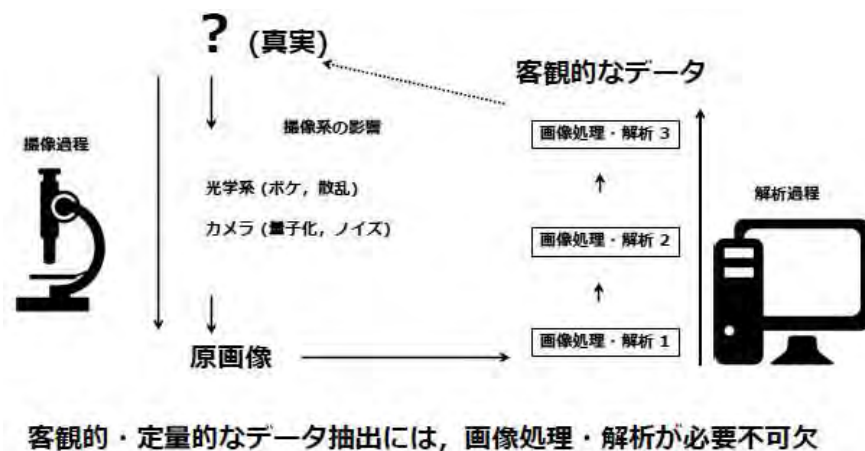 ? (真実)
撮像過程
撮像系の影響
光学系 (ボケ, 散乱)
カメラ (量子化, ノイズ)
原画像
客観的なデータ
画像処理・解析 3
解析過程
画像処理・解析 2
画像処理・解析 1
客観的・定量的なデータ抽出には, 画像処理・解析が必要不可欠